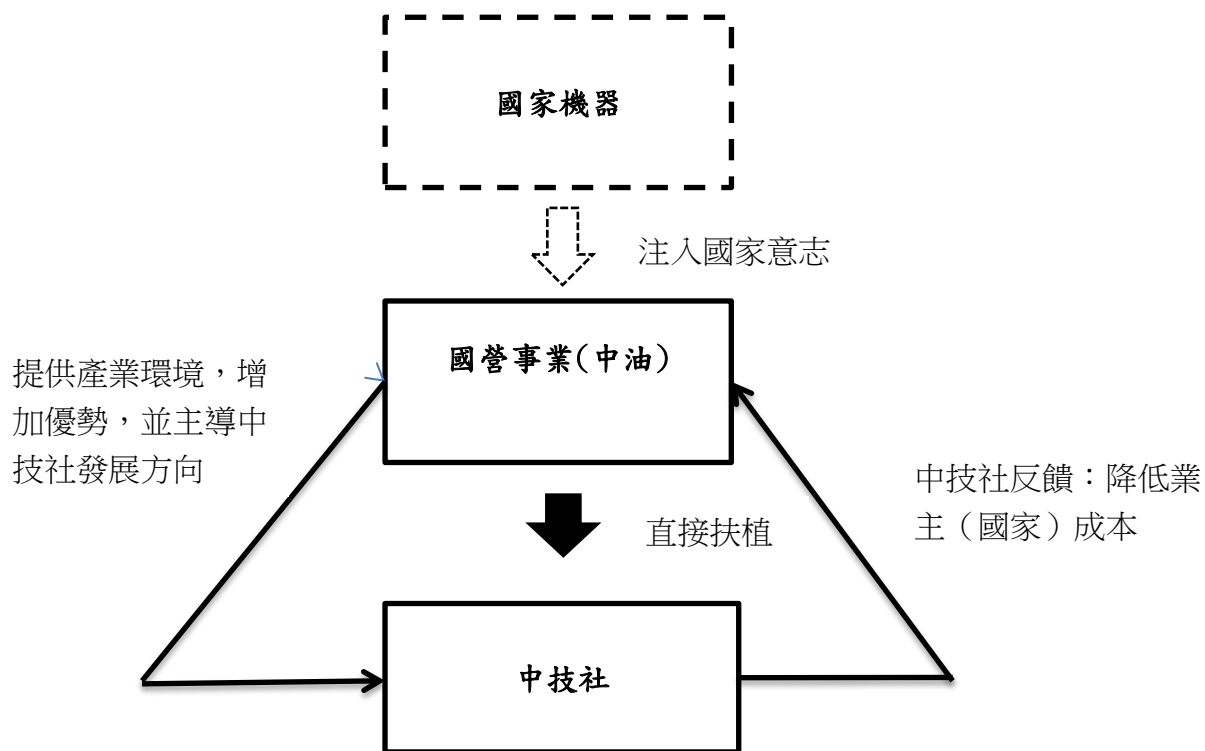 國家機器
注入國家意志
國營事業(中油)
提供產業環境，增
加優勢，並主導中
技社發展方向
中技社反饋：降低業
主（國家）成本
直接扶植
中技社